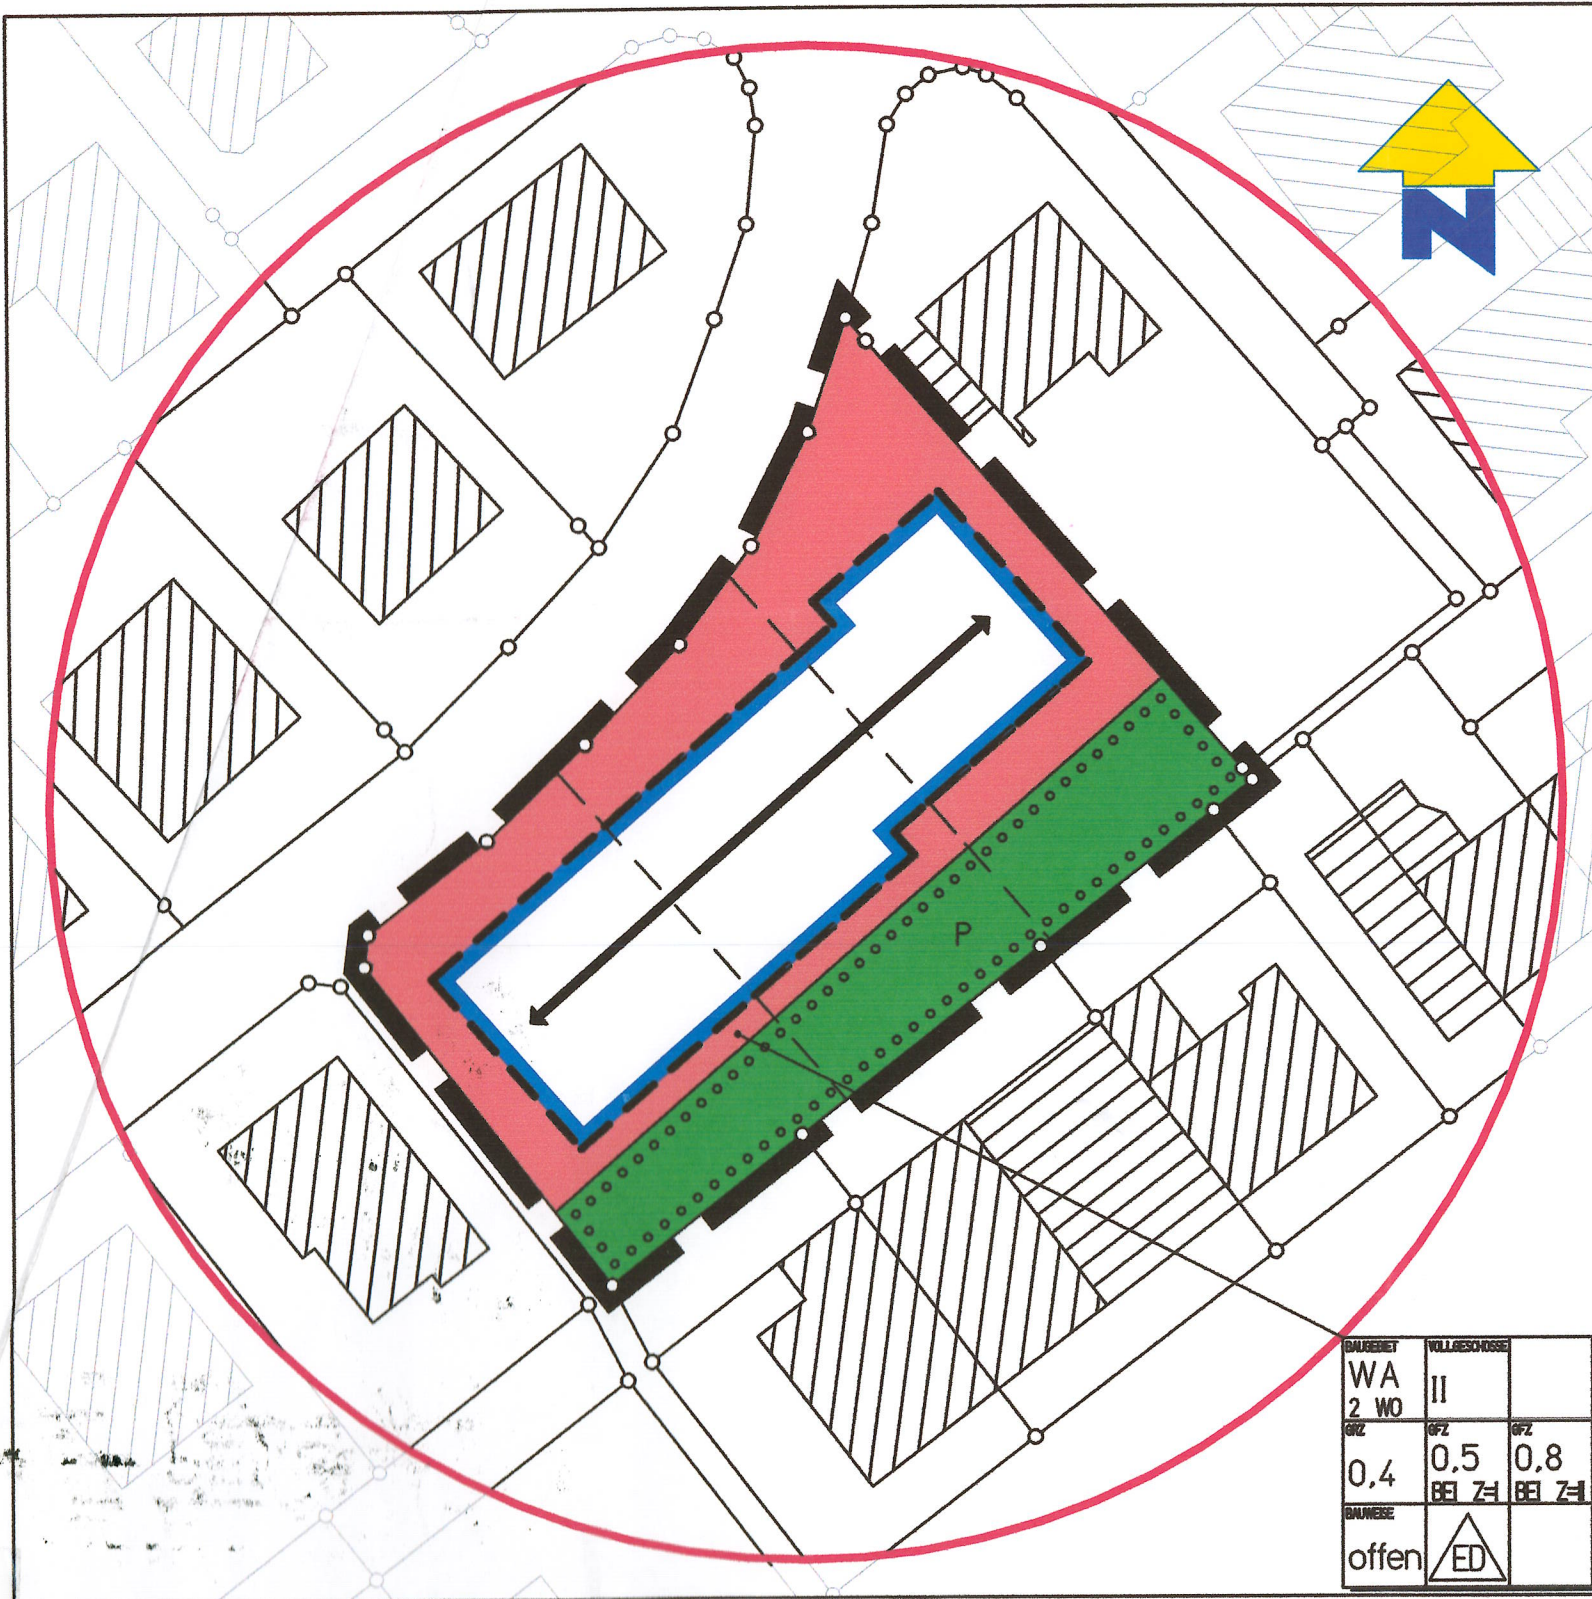 N
P
BAUGEBIET VOLLGESCHOSSE
WA II
2 WO
GRZ GFZ GFZ
0,4 0,5 0,8
BEI Z=I BEI Z=II
BAUWEISE
offen ED